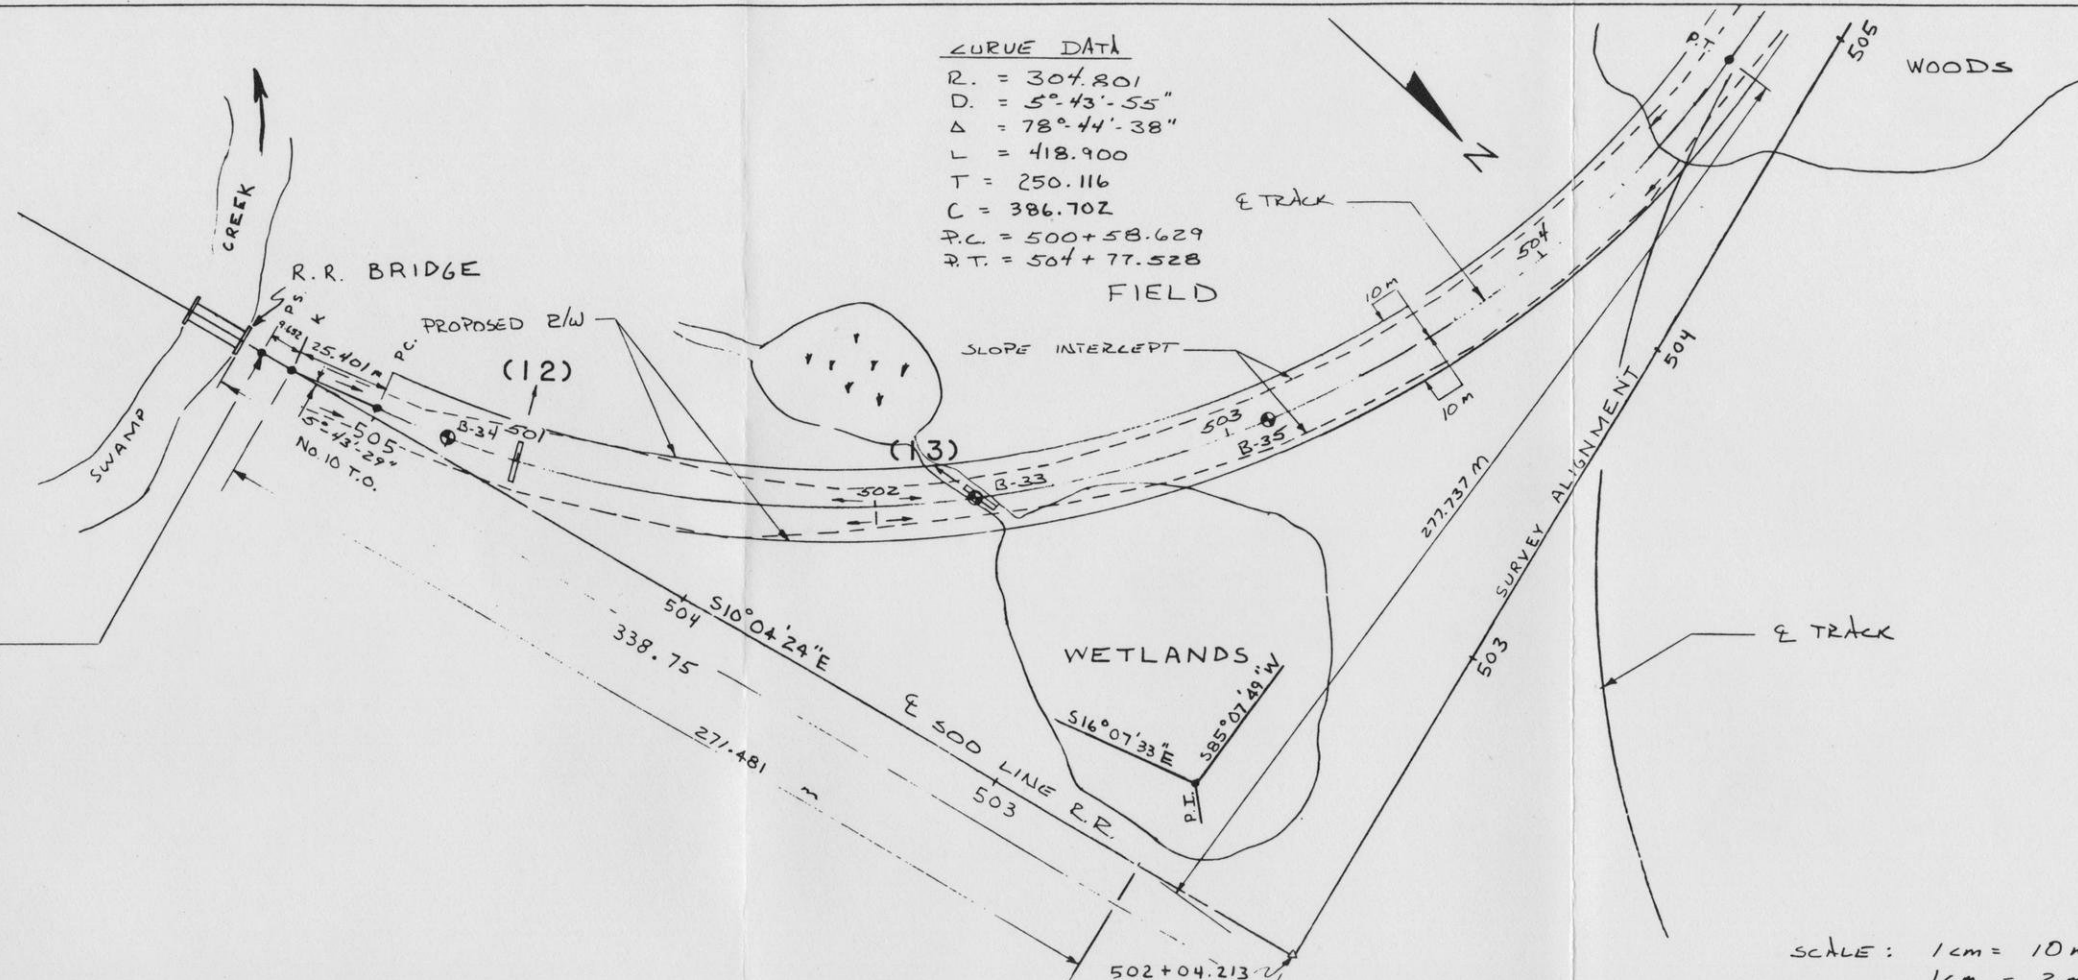 CURVE DATA
R. = 304.801
D. = 5°-43'-55"
Δ = 78°-44'-38"
L = 418.900
T = 250.116
C = 386.702
P.C. = 500+58.629
P.T. = 504+77.528
FIELD
N
P.T.
505
WOODS
CREEK
R.R. BRIDGE
P.S.
K
25.401 m
P.C.
PROPOSED R/W
(12)
℄ TRACK
504
10 m
SLOPE INTERCEPT
10 m
SWAMP
5°-43'-29"
505
No. 10 T.O.
B-34
501
(13)
502
B-33
503
B-35
504
277.737 M
SURVEY ALIGNMENT
503
℄ TRACK
504
S10°04'24"E
338.75
271.481
m
℄ SOO LINE R.R.
503
WETLANDS
S16°07'33"E
S85°07'49"W
P.I.
502+04.213
SCALE: 1cm = 10 m